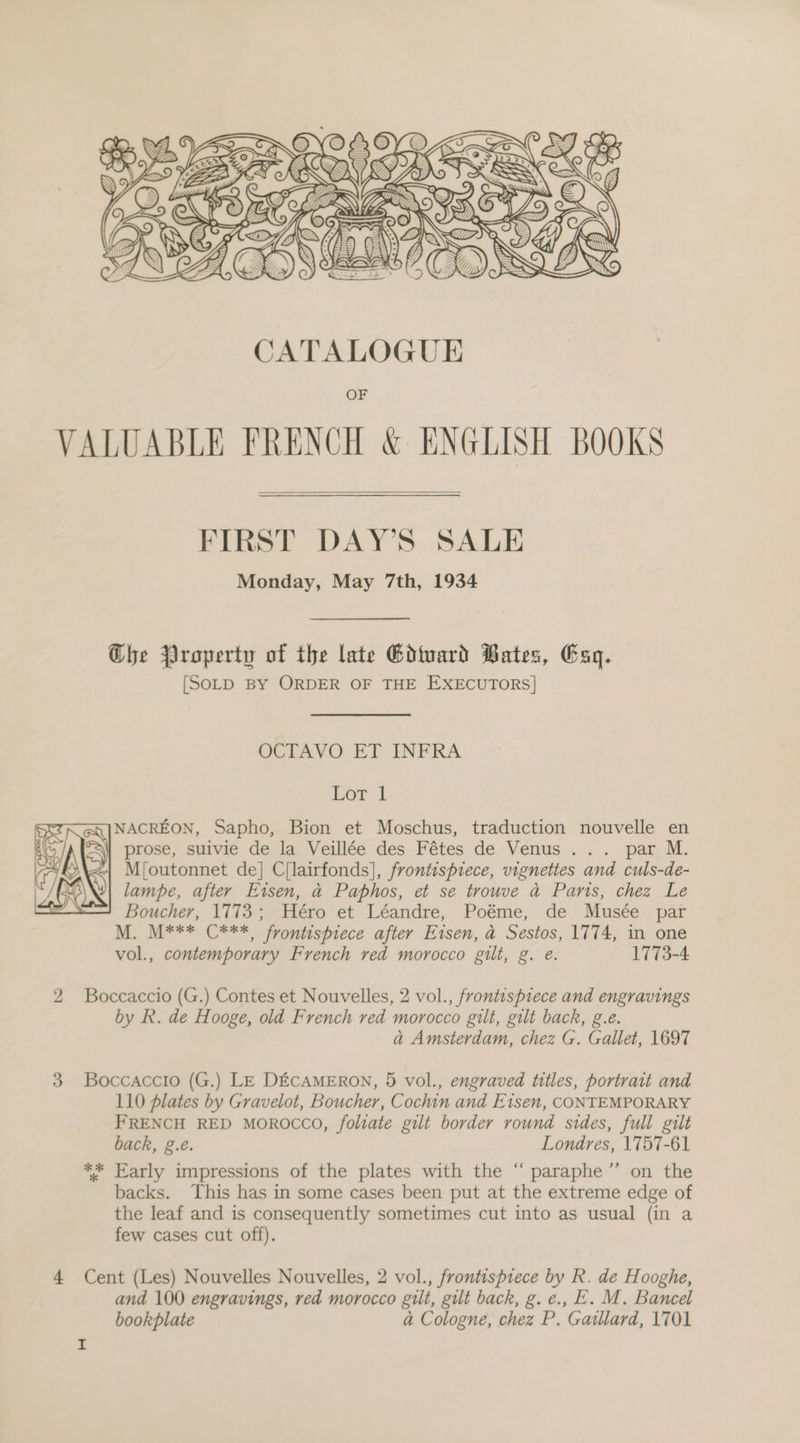 CATALOGUE
OF
VALUABLE FRENCH & ENGLISH BOOKS
FIRST DAY'S SALE
Monday, May 7th, 1934
The Property of the late Edward Bates, Esq.
[SOLD BY ORDER OF THE EXECUTORS]
OCTAVO ET INFRA
LOT 1
ANACRÉON, Sapho, Bion et Moschus, traduction nouvelle en
prose, suivie de la Veillée des Fêtes de Venus ... par M.
M[outonnet de] C[lairfonds], frontispiece, vignettes and culs-de-
lampe, after Eisen, à Paphos, et se trouve à Paris, chez Le
Boucher, 1773; Héro et Léandre, Poême, de Musée par
M. M*** C***, frontispiece after Eisen, à Sestos, 1774, in one
vol., contemporary French red morocco gilt, g. e. 1773-4
2 Boccaccio (G.) Contes et Nouvelles, 2 vol., frontispiece and engravings
by R. de Hooge, old French red morocco gilt, gilt back, g.e.
à Amsterdam, chez G. Gallet, 1697
3 BOCCACCIO (G.) LE DÉCAMERON, 5 vol., engraved titles, portrait and
110 plates by Gravelot, Boucher, Cochin and Eisen, CONTEMPORARY
FRENCH RED MOROCCO, foliate gilt border round sides, full gilt
back, g.e. Londres, 1757-61
*** Early impressions of the plates with the " paraphe " on the
backs. This has in some cases been put at the extreme edge of
the leaf and is consequently sometimes cut into as usual (in a
few cases cut off).
4 Cent (Les) Nouvelles Nouvelles, 2 vol., frontispiece by R. de Hooghe,
and 100 engravings, red morocco gilt, gilt back, g. e., E. M. Bancel
bookplate à Cologne, chez P. Gaillard, 1701
I